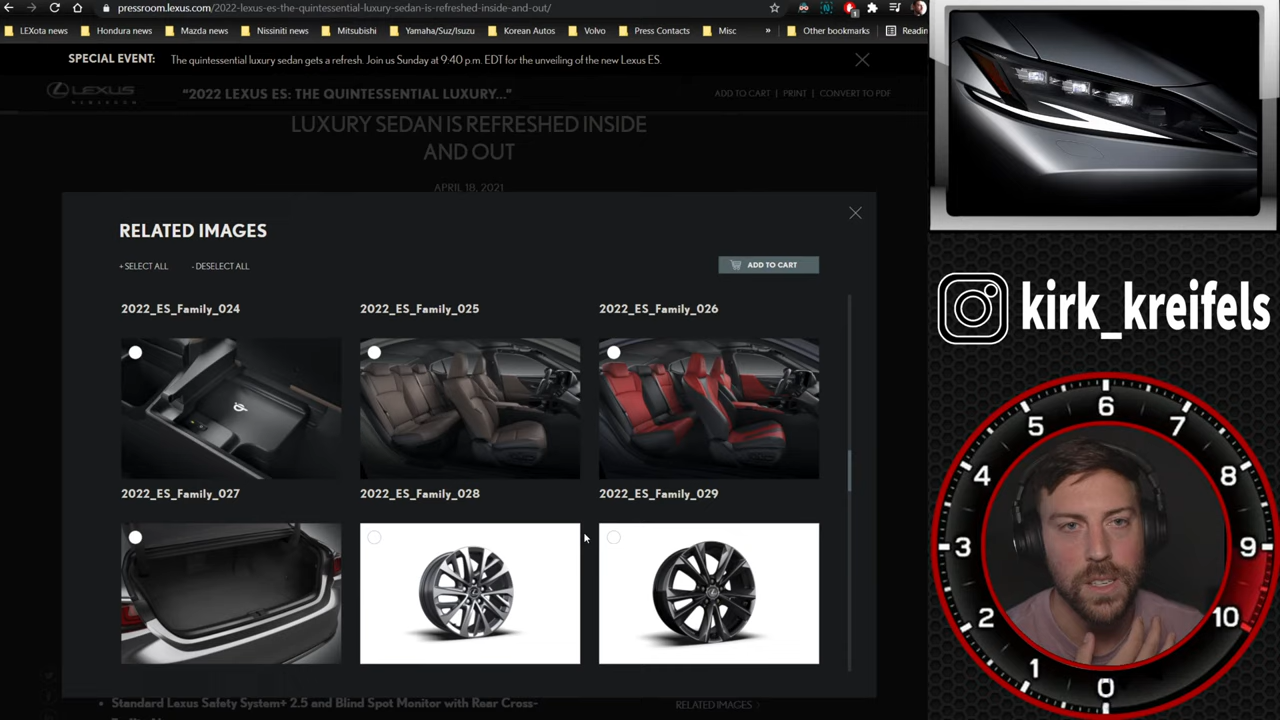 pressroom.lexus.com/2022-lexus-es-the-quintessential-luxury-sedan-is-refreshed-inside-and-out/
LEXota news
Hondura news
Mazda news
Nissiniti news
Mitsibishi
Yamaha/Suz/Isuzu
Korean Autos
Volvo
Press Contacts
Misc
»
Other bookmarks
Readin
SPECIAL EVENT: The quintessential luxury sedan gets a refresh. Join us Sunday at 9:40 p.m. EDT for the unveiling of the new Lexus ES.
LEXUS
NEWSROOM
“2022 LEXUS ES: THE QUINTESSENTIAL LUXURY...”
ADD TO CART | PRINT | CONVERT TO PDF
LUXURY SEDAN IS REFRESHED INSIDE
AND OUT
APRIL 18, 2021
RELATED IMAGES
+ SELECT ALL - DESELECT ALL
ADD TO CART
2022_ES_Family_024
2022_ES_Family_025
2022_ES_Family_026
2022_ES_Family_027
2022_ES_Family_028
2022_ES_Family_029
• Standard Lexus Safety System+ 2.5 and Blind Spot Monitor with Rear Cross-
RELATED IMAGES >
kirk_kreifels
0
1
2
3
4
5
6
7
8
9
10